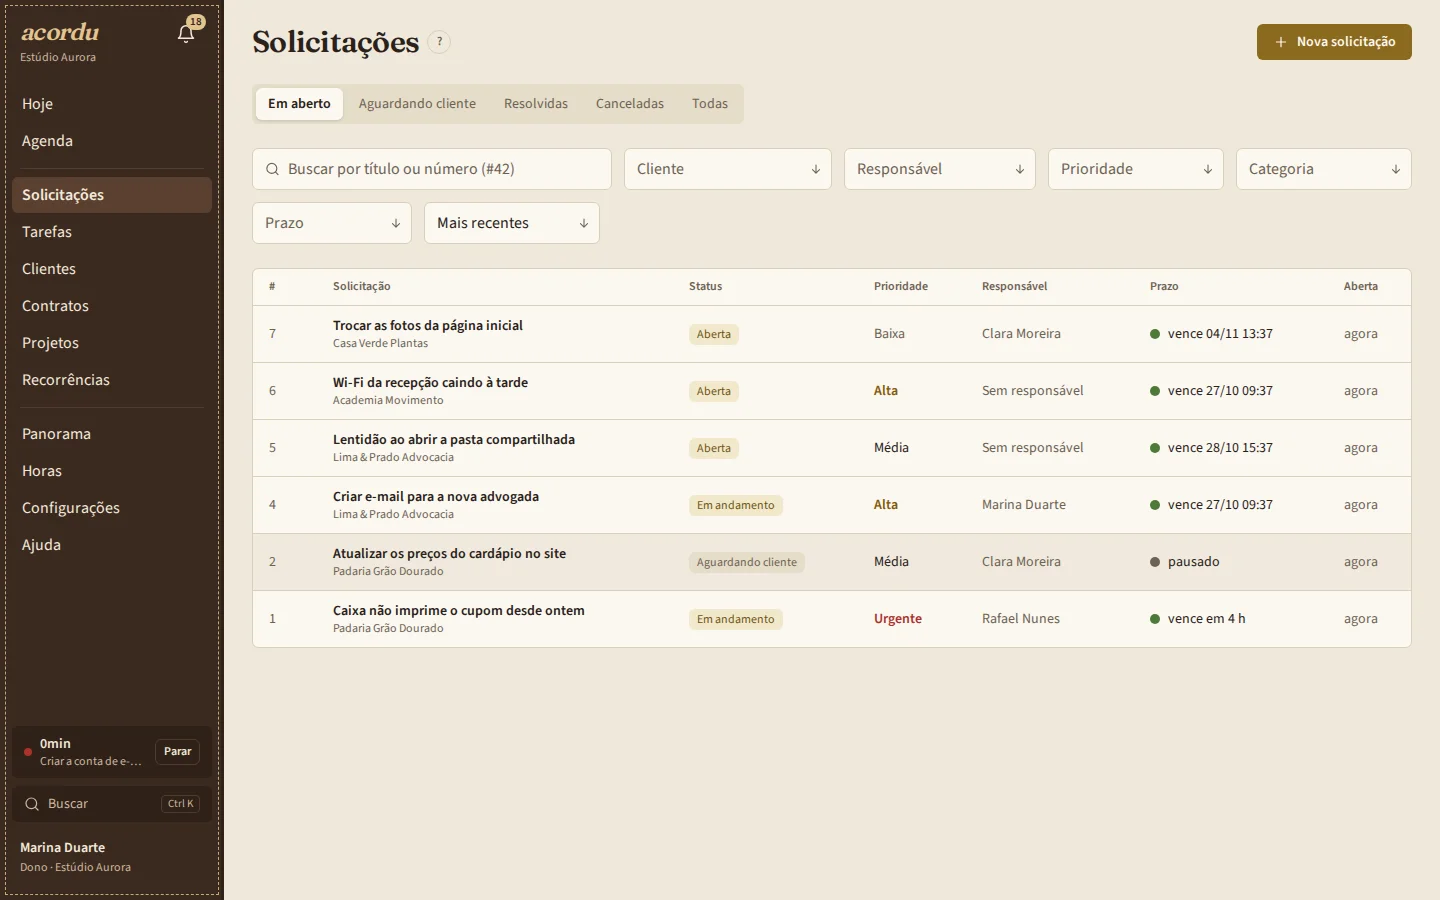 acordu
18
Estúdio Aurora
Hoje
Agenda
Solicitações
Tarefas
Clientes
Contratos
Projetos
Recorrências
Panorama
Horas
Configurações
Ajuda
0min
Criar a conta de e-...
Parar
Buscar
Ctrl K
Marina Duarte
Dono · Estúdio Aurora
Solicitações ?
+ Nova solicitação
Em aberto Aguardando cliente Resolvidas Canceladas Todas
Buscar por título ou número (#42) Cliente Responsável Prioridade Categoria
Prazo Mais recentes
# Solicitação Status Prioridade Responsável Prazo Aberta
7 Trocar as fotos da página inicial Aberta Baixa Clara Moreira vence 04/11 13:37 agora
Casa Verde Plantas
6 Wi-Fi da recepção caindo à tarde Aberta Alta Sem responsável vence 27/10 09:37 agora
Academia Movimento
5 Lentidão ao abrir a pasta compartilhada Aberta Média Sem responsável vence 28/10 15:37 agora
Lima & Prado Advocacia
4 Criar e-mail para a nova advogada Em andamento Alta Marina Duarte vence 27/10 09:37 agora
Lima & Prado Advocacia
2 Atualizar os preços do cardápio no site Aguardando cliente Média Clara Moreira pausado agora
Padaria Grão Dourado
1 Caixa não imprime o cupom desde ontem Em andamento Urgente Rafael Nunes vence em 4 h agora
Padaria Grão Dourado